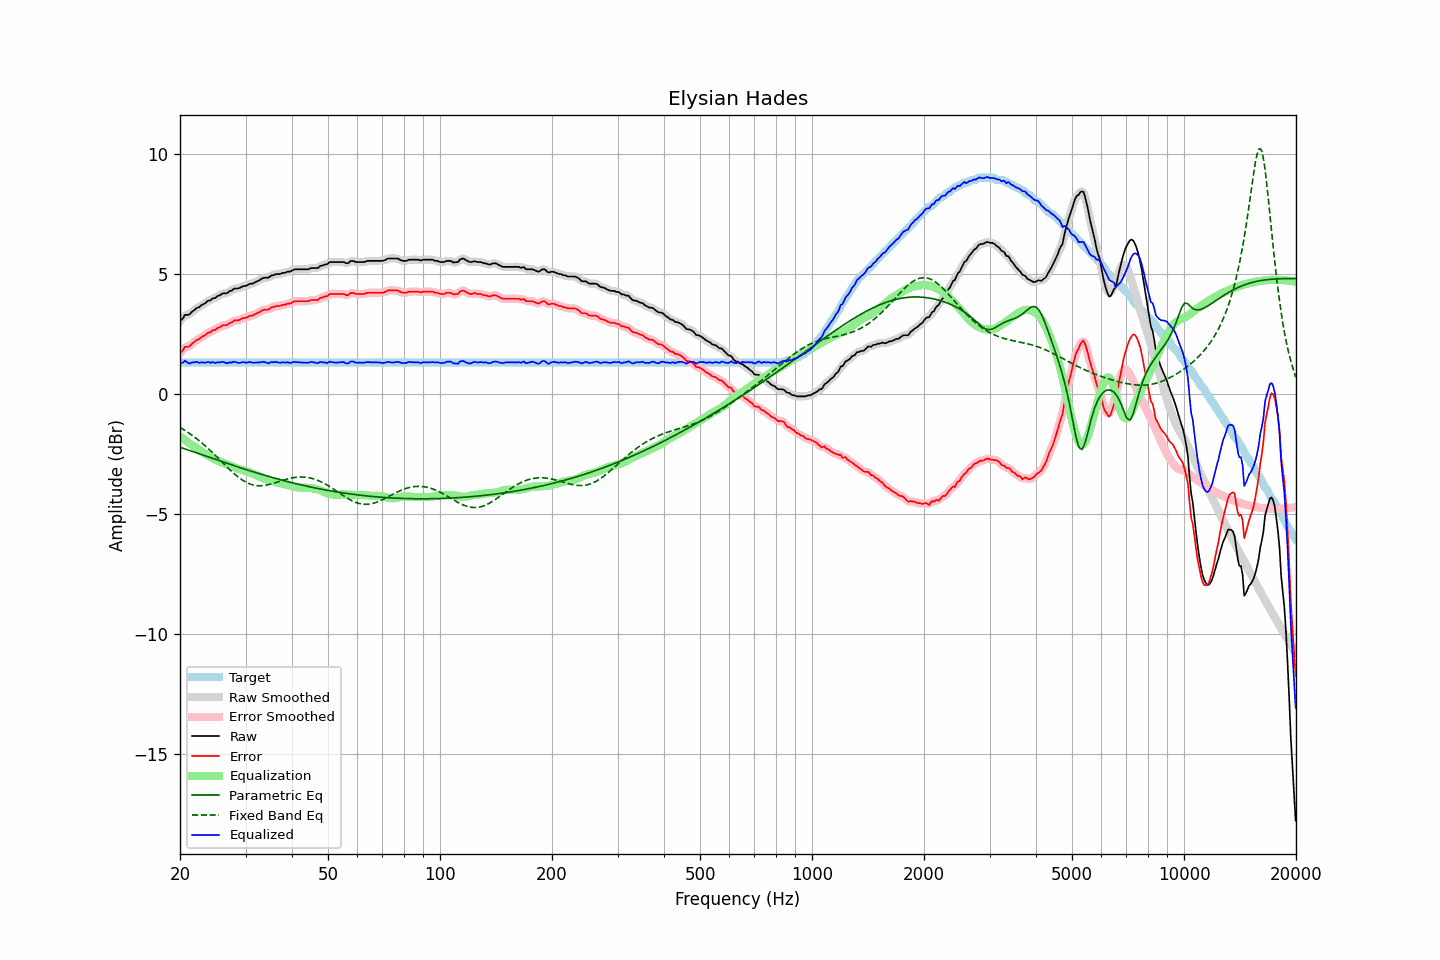 Elysian Hades
10
5
0
−5
−10
−15
Amplitude (dBr)
Target
Raw Smoothed
Error Smoothed
Raw
Error
Equalization
Parametric Eq
Fixed Band Eq
Equalized
20 50 100 200 500 1000 2000 5000 10000 20000
Frequency (Hz)